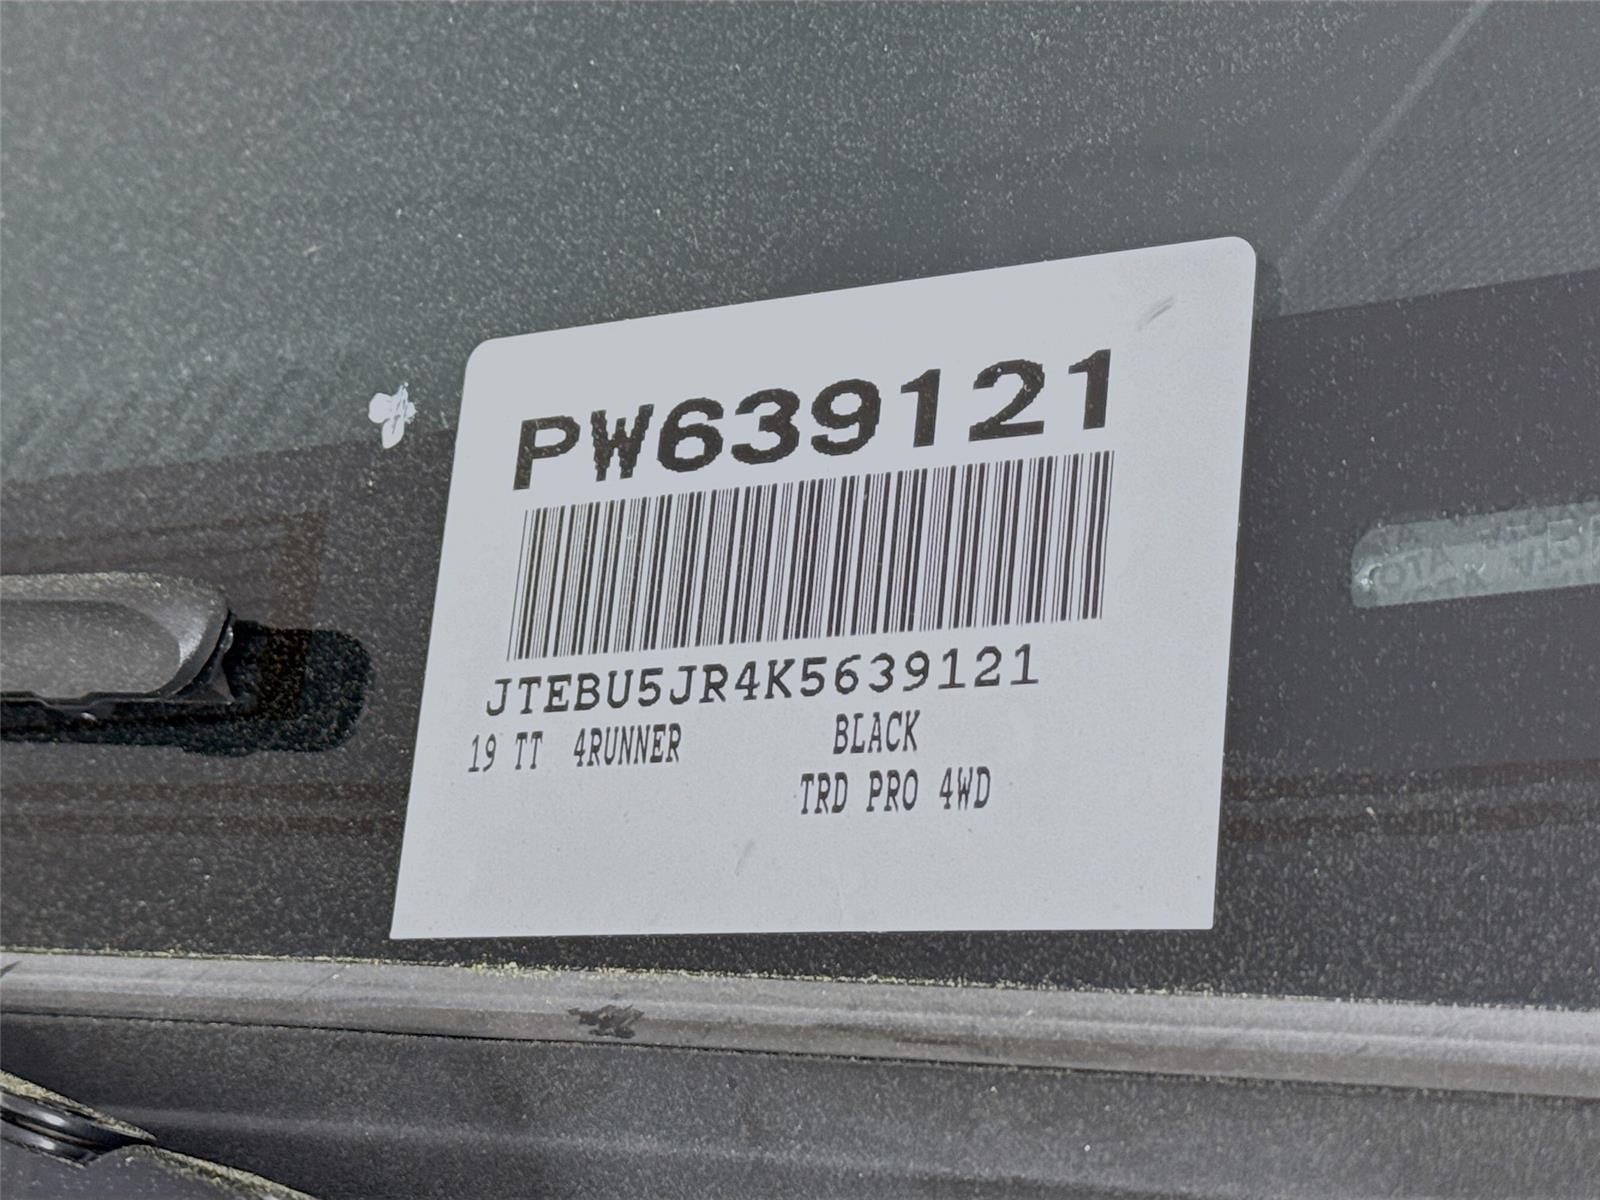 PW639121
JTEBU5JR4K5639121
19 TT 4RUNNER BLACK
TRD PRO 4WD